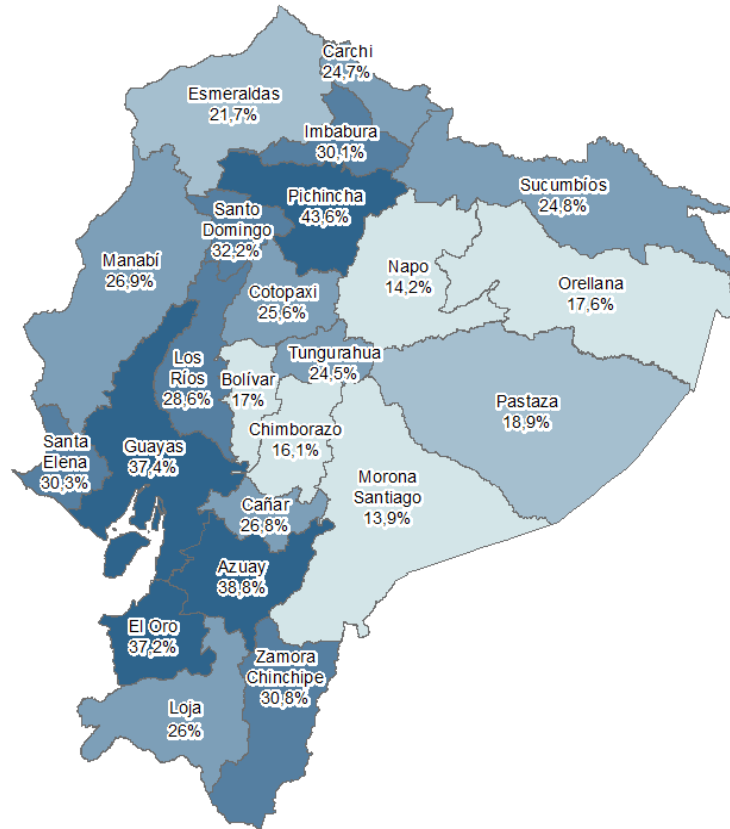 Carchi
24,7%
Esmeraldas
21,7%
Imbabura
30,1%
Pichincha
43,6%
Sucumbíos
24,8%
Santo
Domingo
32,2%
Manabí
26,9%
Napo
14,2%
Orellana
17,6%
Cotopaxi
25,6%
Tungurahua
24,5%
Los
Ríos
28,6%
Bolívar
17%
Pastaza
18,9%
Chimborazo
16,1%
Santa
Elena
30,3%
Guayas
37,4%
Morona
Santiago
13,9%
Cañar
26,8%
Azuay
38,8%
El Oro
37,2%
Zamora
Chinchipe
30,8%
Loja
26%